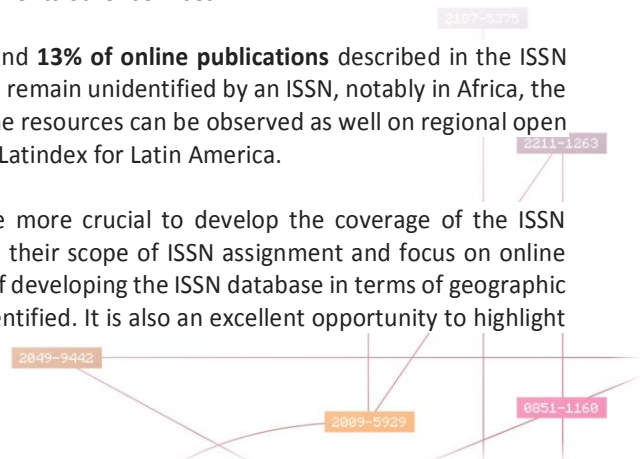 2187-5375
nd 13% of online publications described in the ISSN
remain unidentified by an ISSN, notably in Africa, the
ne resources can be observed as well on regional open
2211-1263
Latindex for Latin America.
e more crucial to develop the coverage of the ISSN
their scope of ISSN assignment and focus on online
f developing the ISSN database in terms of geographic
entified. It is also an excellent opportunity to highlight
2049-9442
0851-1160
2009-5929